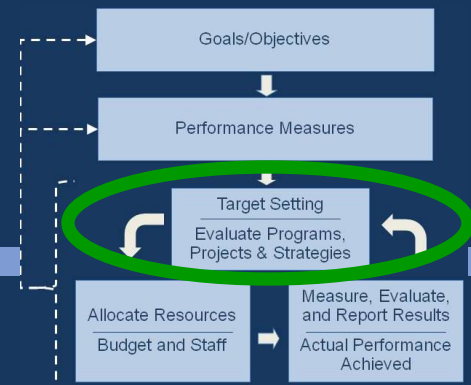 Goals/Objectives
Performance Measures
Target Setting
Evaluate Programs,
Projects & Strategies
Allocate Resources
Budget and Staff
Measure, Evaluate,
and Report Results
Actual Performance
Achieved